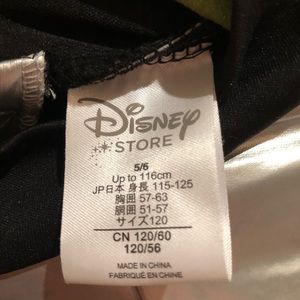 Disney
STORE
5/6
Up to 116cm
JP日本 身長 115-125
胸囲 57-63
胴囲 51-57
サイズ120
CN 120/60
120/56
MADE IN CHINA
FABRIQUÉ EN CHINE